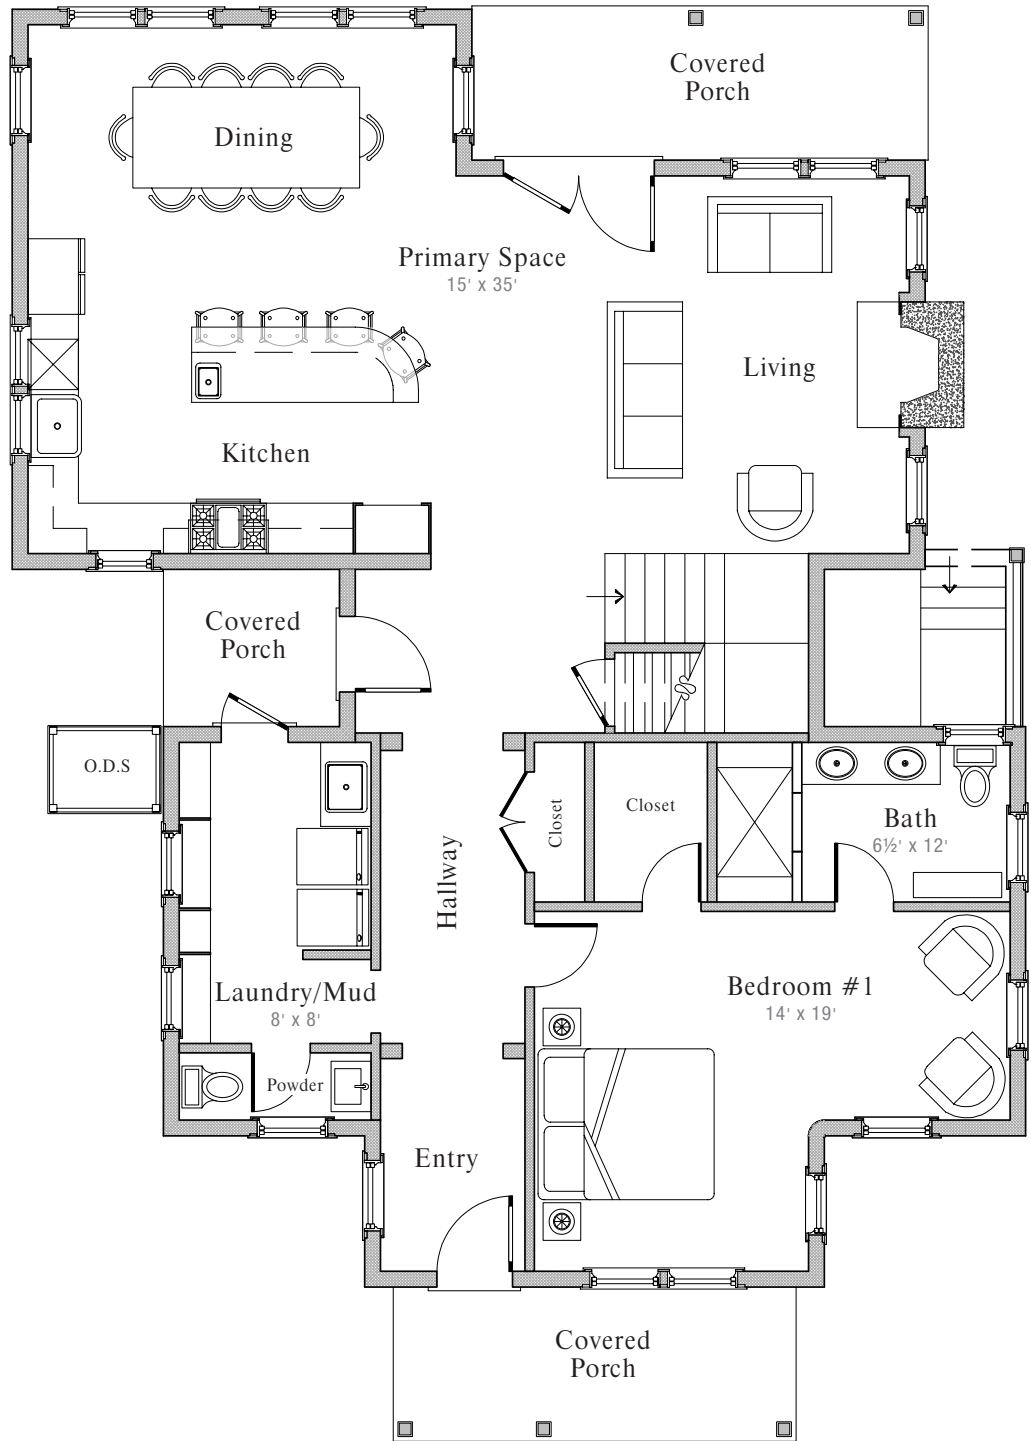 Covered
Porch
Dining
Primary Space
15' x 35'
Living
Kitchen
Covered
Porch
O.D.S
Closet
Closet
Bath
6½' x 12'
Hallway
Laundry/Mud
8' x 8'
Bedroom #1
14' x 19'
Powder
Entry
Covered
Porch